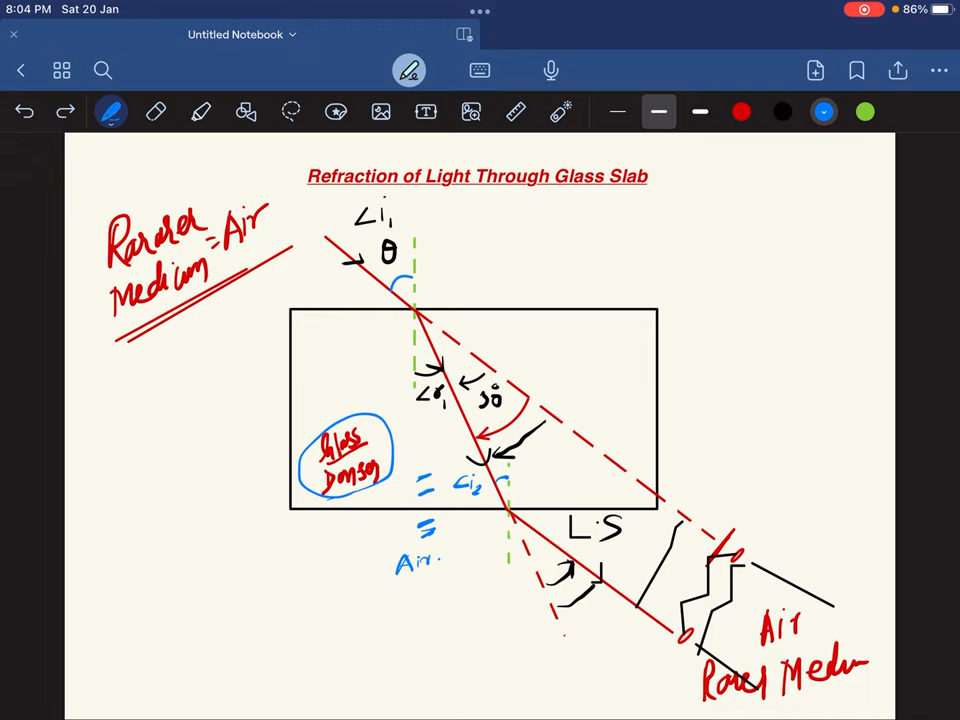 8:04 PM Sat 20 Jan
86%
Untitled Notebook
Refraction of Light Through Glass Slab
Rararer
Medium = Air
∠i₁
θ
∠r₁
30°
Glass
Denser
= ∠i₂ r
=
Air.
L.S
Air
Rarer Medium